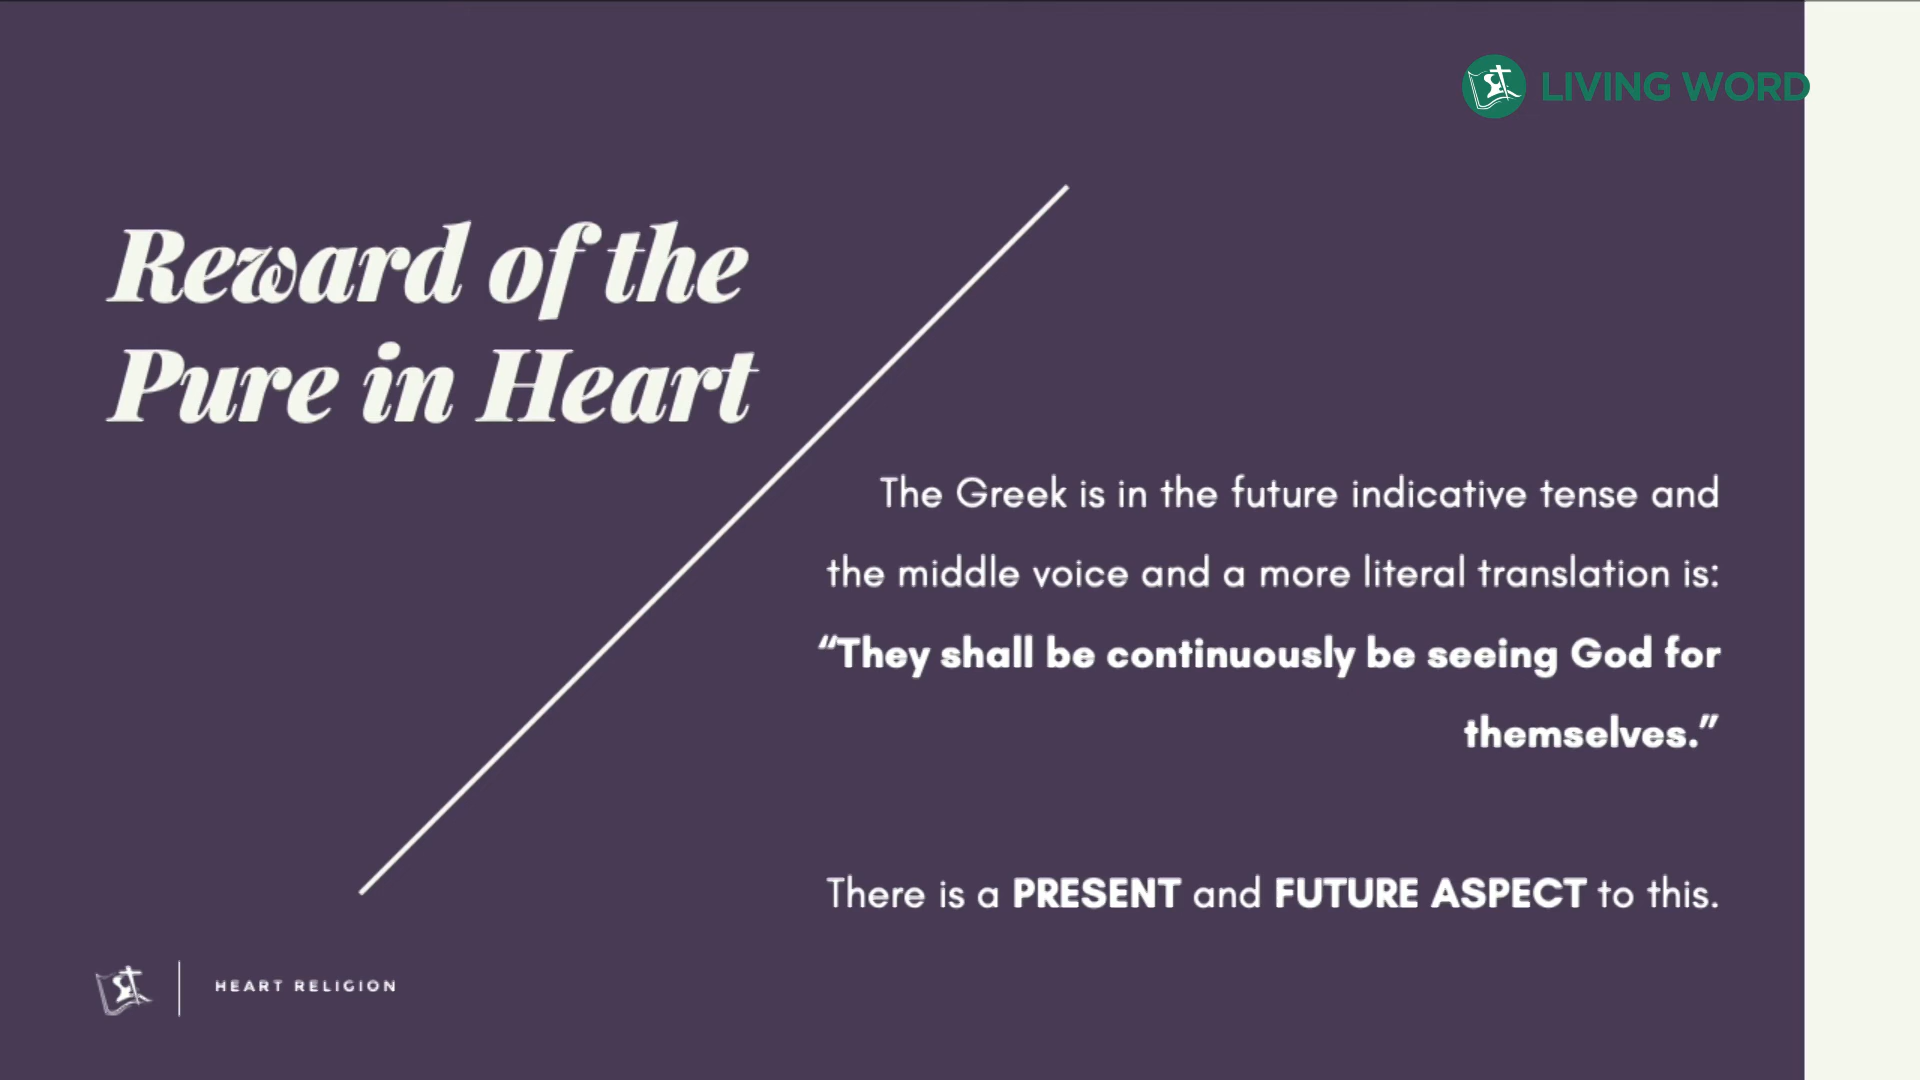 LIVING WORD
Reward of the
Pure in Heart
The Greek is in the future indicative tense and
the middle voice and a more literal translation is:
“They shall be continuously be seeing God for
themselves.”
There is a PRESENT and FUTURE ASPECT to this.
HEART RELIGION